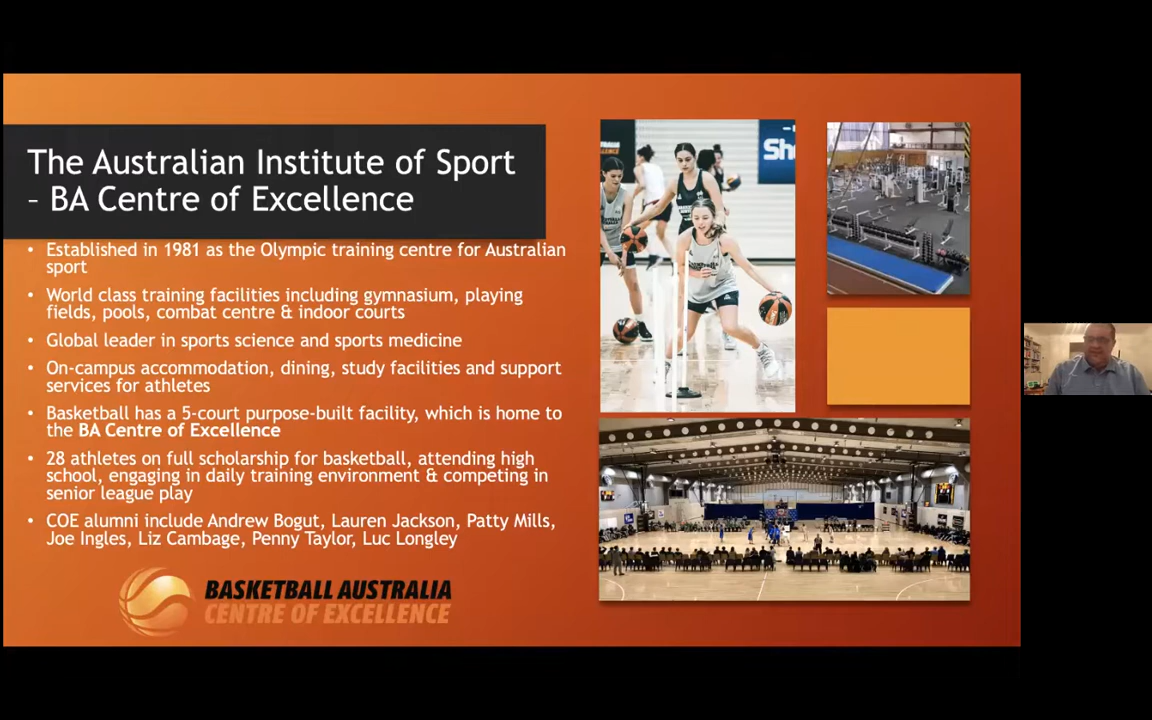 The Australian Institute of Sport
– BA Centre of Excellence
• Established in 1981 as the Olympic training centre for Australian
sport
• World class training facilities including gymnasium, playing
fields, pools, combat centre & indoor courts
• Global leader in sports science and sports medicine
• On-campus accommodation, dining, study facilities and support
services for athletes
• Basketball has a 5-court purpose-built facility, which is home to
the BA Centre of Excellence
• 28 athletes on full scholarship for basketball, attending high
school, engaging in daily training environment & competing in
senior league play
• COE alumni include Andrew Bogut, Lauren Jackson, Patty Mills,
Joe Ingles, Liz Cambage, Penny Taylor, Luc Longley
BASKETBALL AUSTRALIA
CENTRE OF EXCELLENCE